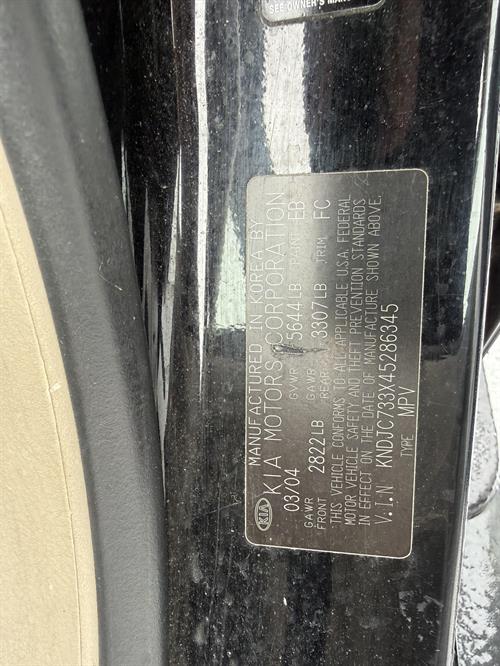 SEE OWNER'S MANU
MANUFACTURED IN KOREA BY
KIA KIA MOTORS CORPORATION
03/04 GVWR 5644LB PAINT EB
GAWR FRONT 2822LB GAWR REAR 3307LB TRIM FC
THIS VEHICLE CONFORMS TO ALL APPLICABLE U.S.A. FEDERAL
MOTOR VEHICLE SAFETY AND THEFT PREVENTION STANDARDS
IN EFFECT ON THE DATE OF MANUFACTURE SHOWN ABOVE.
V.I.N KNDJC733X45286345
TYPE MPV